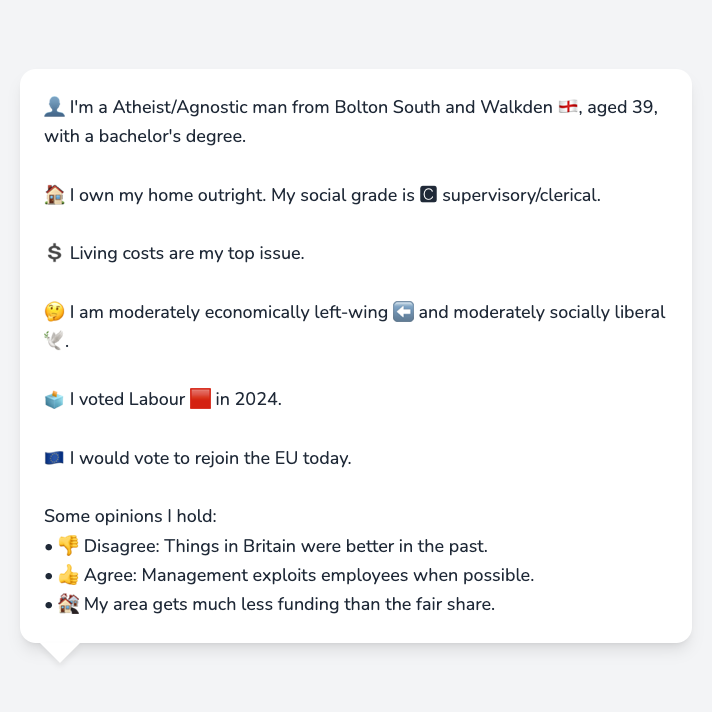 👤 I'm a Atheist/Agnostic man from Bolton South and Walkden 🏴󠁧󠁢󠁥󠁮󠁧󠁿, aged 39,
with a bachelor's degree.
🏠 I own my home outright. My social grade is 🅲 supervisory/clerical.
💲 Living costs are my top issue.
🤔 I am moderately economically left-wing ⬅️ and moderately socially liberal
🕊️.
🗳️ I voted Labour 🟥 in 2024.
🇪🇺 I would vote to rejoin the EU today.
Some opinions I hold:
• 👎 Disagree: Things in Britain were better in the past.
• 👍 Agree: Management exploits employees when possible.
• 🏘️ My area gets much less funding than the fair share.